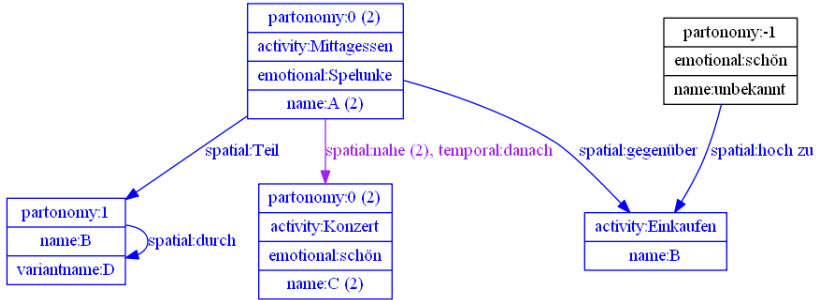 partonomy:0 (2)
activity:Mittagessen
emotional:Spelunke
name:A (2)
partonomy:-1
emotional:schön
name:unbekannt
spatial:Teil
spatial:nahe (2), temporal:danach
spatial:gegenüber
spatial:hoch zu
partonomy:1
name:B
variantname:D
spatial:durch
partonomy:0 (2)
activity:Konzert
emotional:schön
name:C (2)
activity:Einkaufen
name:B